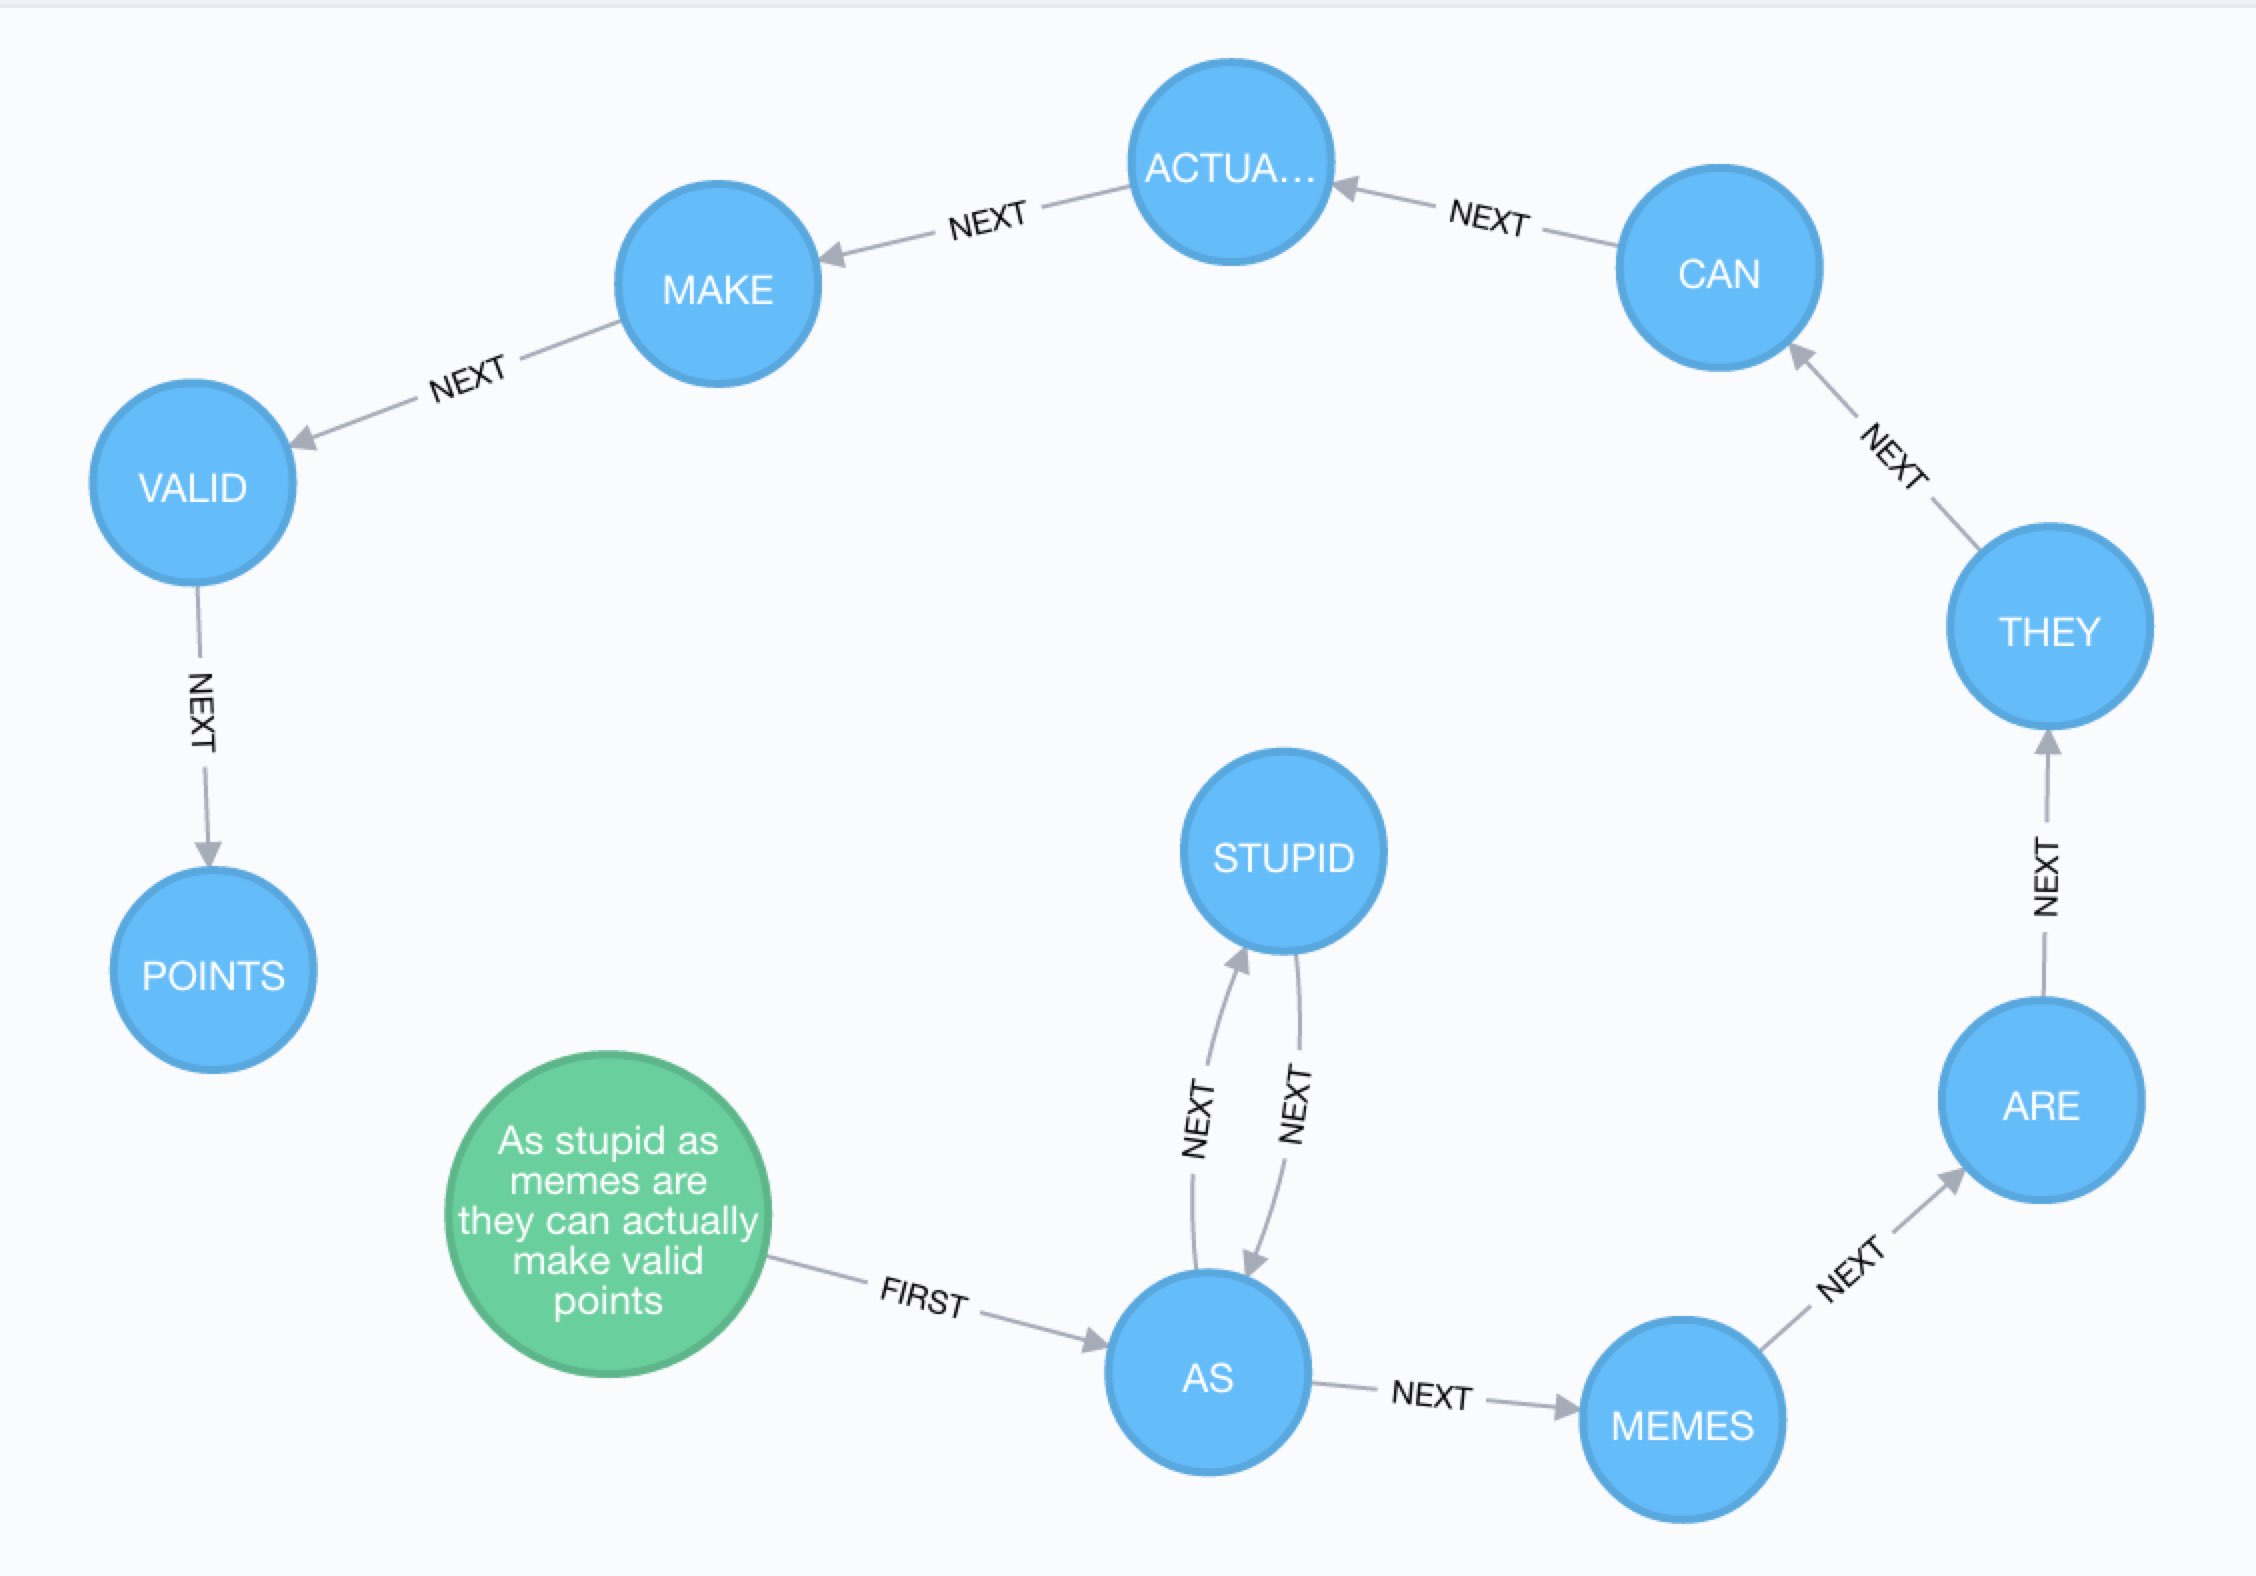 ACTUA...
NEXT
NEXT
CAN
MAKE
NEXT
NEXT
VALID
THEY
NEXT
STUPID
NEXT
POINTS
NEXT
NEXT
ARE
As stupid as
memes are
they can actually
make valid
points
FIRST
NEXT
AS
NEXT
MEMES